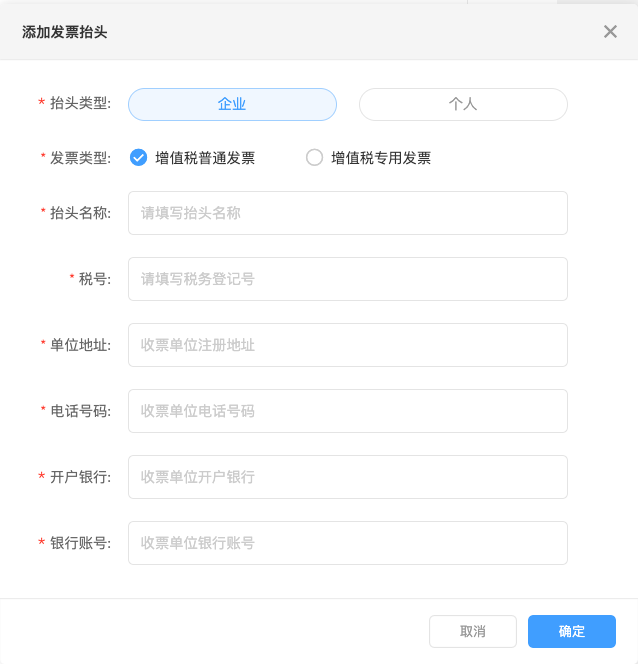 添加发票抬头
* 抬头类型: 企业 个人
* 发票类型: 增值税普通发票 增值税专用发票
* 抬头名称: 请填写抬头名称
* 税号: 请填写税务登记号
* 单位地址: 收票单位注册地址
* 电话号码: 收票单位电话号码
* 开户银行: 收票单位开户银行
* 银行账号: 收票单位银行账号
取消 确定